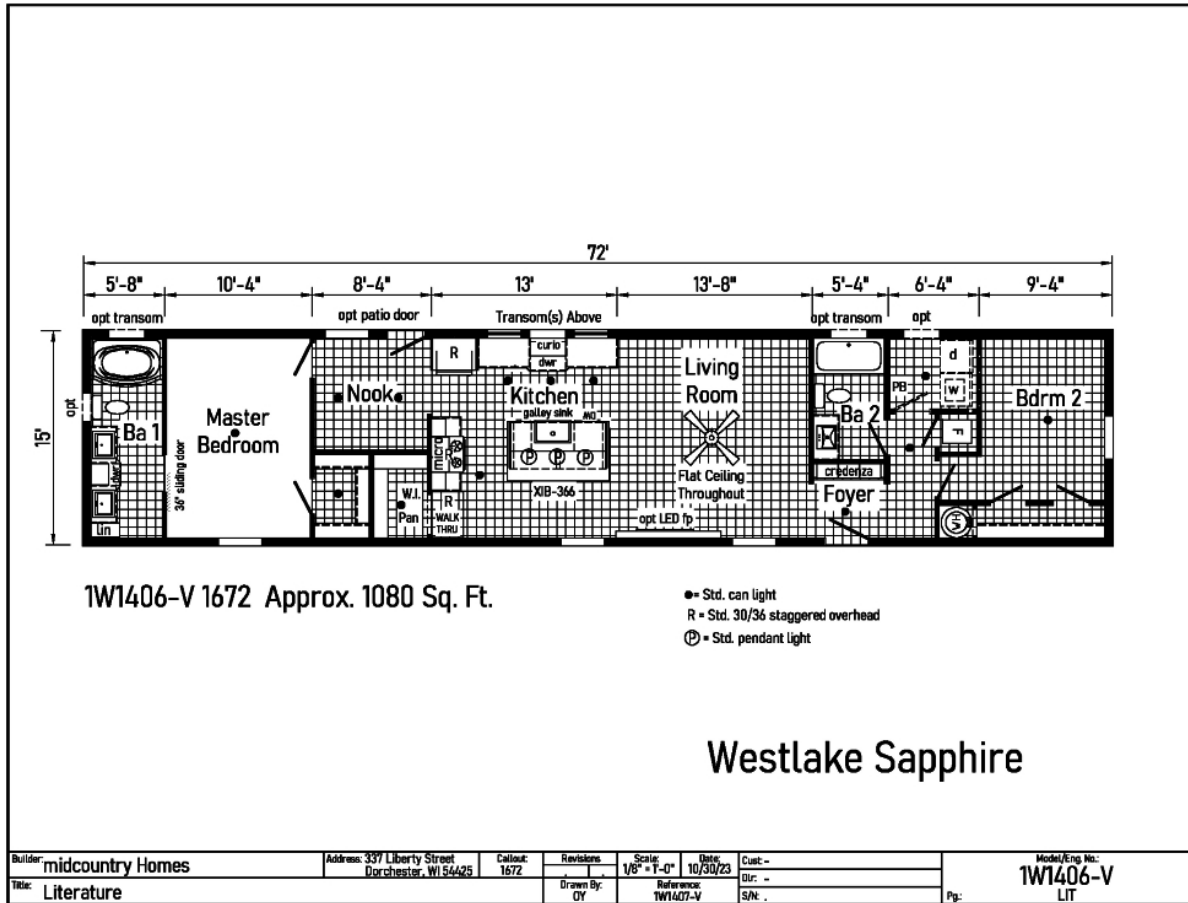 72'
5'-8" 10'-4" 8'-4" 13' 13'-8" 5'-4" 6'-4" 9'-4"
opt transom opt patio door Transom(s) Above opt transom opt
15'
opt
Ba 1
dwr
lin
36" sliding door
Master
Bedroom
Nook
W.I.
Pan
R
micro
R
R
WALK
THRU
curio
dwr
Kitchen
galley sink
DW
P P P
XIB-366
Living
Room
Flat Ceiling
Throughout
opt LED fp
Ba 2
credenza
Foyer
PB
d
w
F
WH
Bdrm 2
1W1406-V 1672 Approx. 1080 Sq. Ft.
●= Std. can light
R = Std. 30/36 staggered overhead
Ⓟ = Std. pendant light
Westlake Sapphire
Builder: midcountry Homes
Address: 337 Liberty Street
Dorchester, WI 54425
Callout:
1672
Revisions
Scale:
1/8" = 1'-0"
Date:
10/30/23
Cust: -
Dlr: -
S/N: .
Model/Eng. No.:
1W1406-V
Title: Literature
Drawn By:
OY
Reference:
1W1407-V
Pg.: LIT